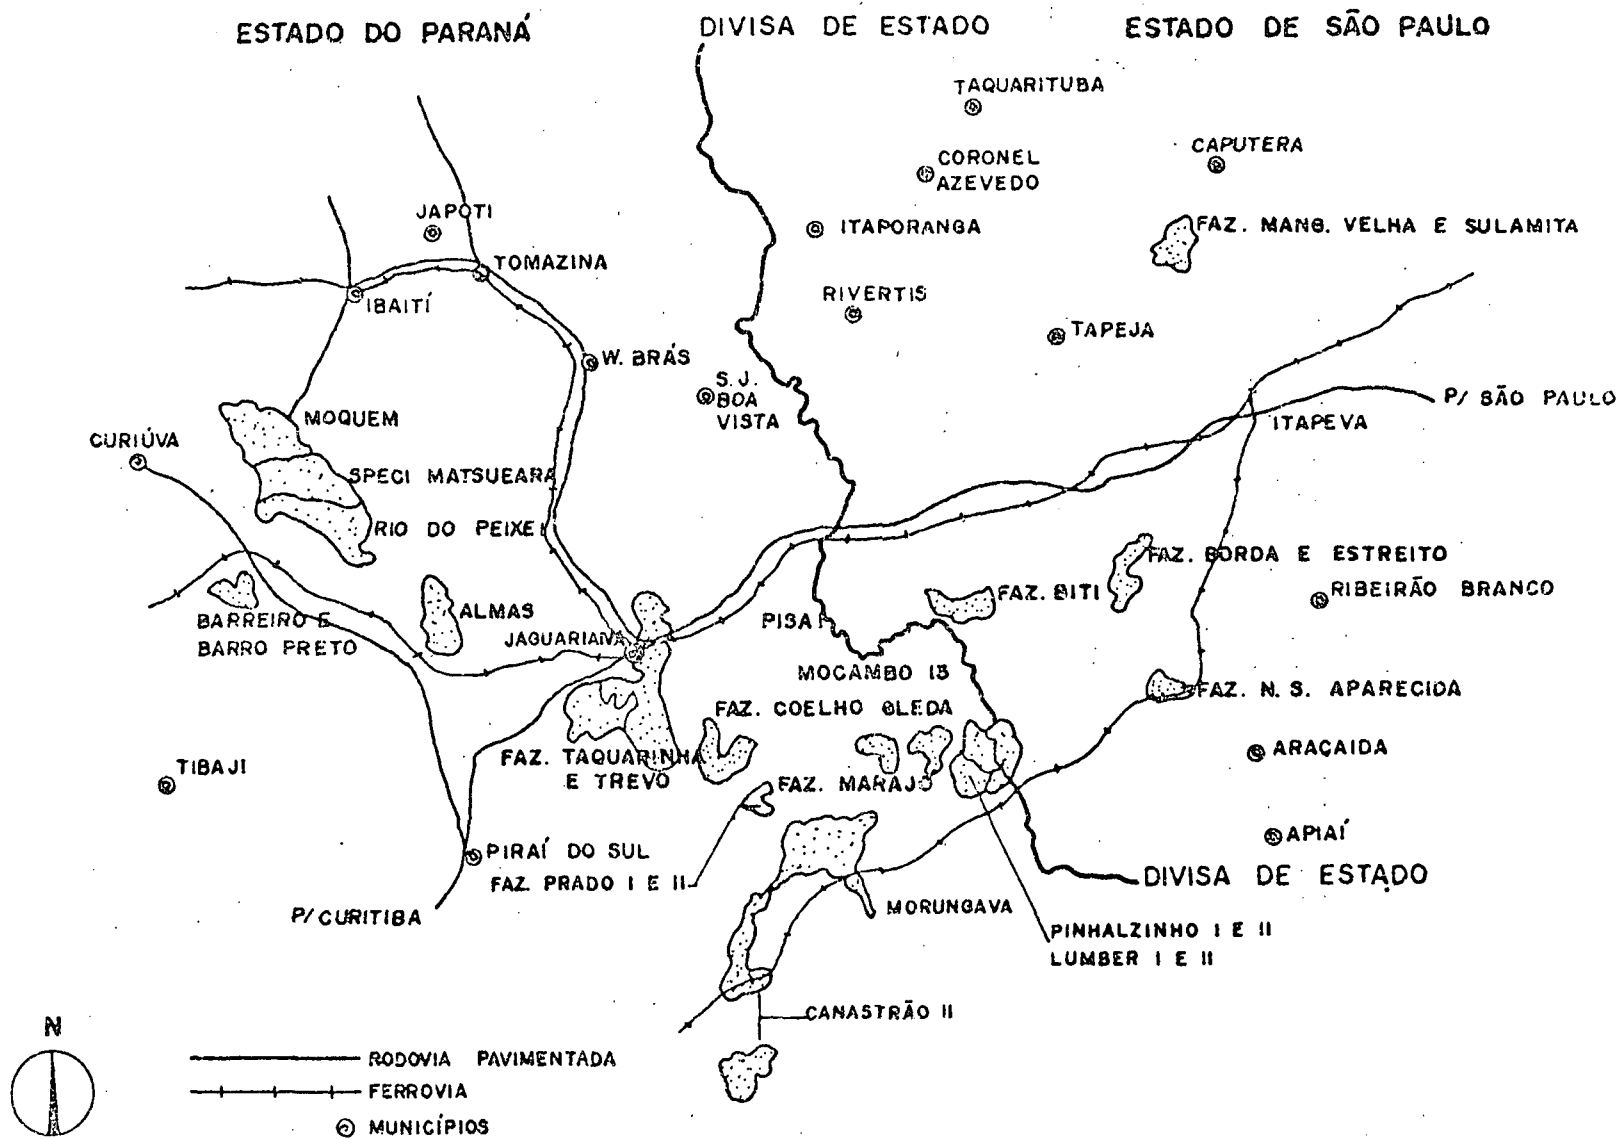 ESTADO DO PARANÁ
DIVISA DE ESTADO
ESTADO DE SÃO PAULO
TAQUARITUBA
CAPUTERA
CORONEL
AZEVEDO
JAPOTI
ITAPORANGA
FAZ. MANG. VELHA E SULAMITA
TOMAZINA
IBAITÍ
RIVERTIS
TAPEJA
W. BRÁS
S. J.
BOA
VISTA
P/ SÃO PAULO
ITAPEVA
MOQUEM
CURIÚVA
SPECI MATSUEARA
RIO DO PEIXE I
FAZ. BORDA E ESTREITO
FAZ. BITI
RIBEIRÃO BRANCO
BARREIRO E
BARRO PRETO
ALMAS
JAGUARIAIVA
PISA I
MOCAMBO 13
FAZ. N. S. APARECIDA
FAZ. COELHO GLEDA
FAZ. TAQUARINHA
E TREVO
ARAÇAIDA
TIBAJI
FAZ. MARAJÓ
APIAÍ
PIRAÍ DO SUL
FAZ. PRADO I E II
DIVISA DE ESTADO
P/ CURITIBA
MORUNGAVA
PINHALZINHO I E II
LUMBER I E II
CANASTRÃO II
N
RODOVIA PAVIMENTADA
FERROVIA
MUNICÍPIOS